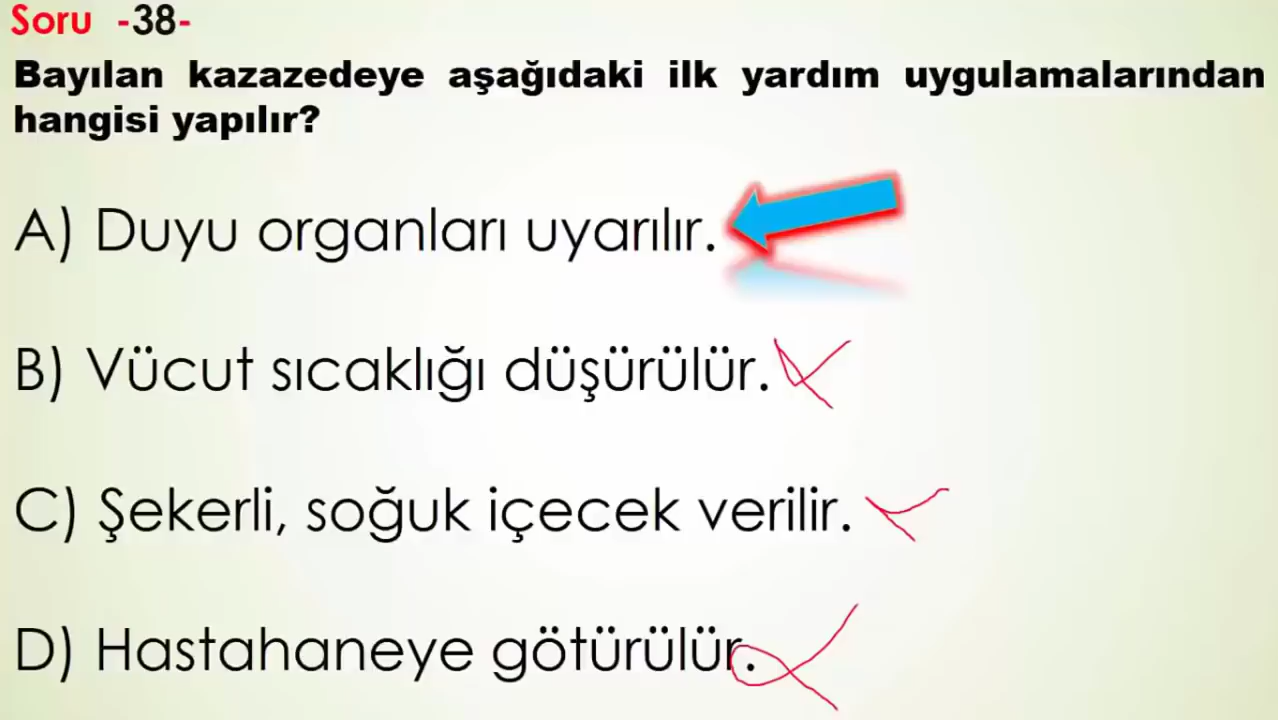 Soru -38-
Bayılan kazazedeye aşağıdaki ilk yardım uygulamalarından
hangisi yapılır?
A) Duyu organları uyarılır.
B) Vücut sıcaklığı düşürülür.
C) Şekerli, soğuk içecek verilir.
D) Hastahaneye götürülür.